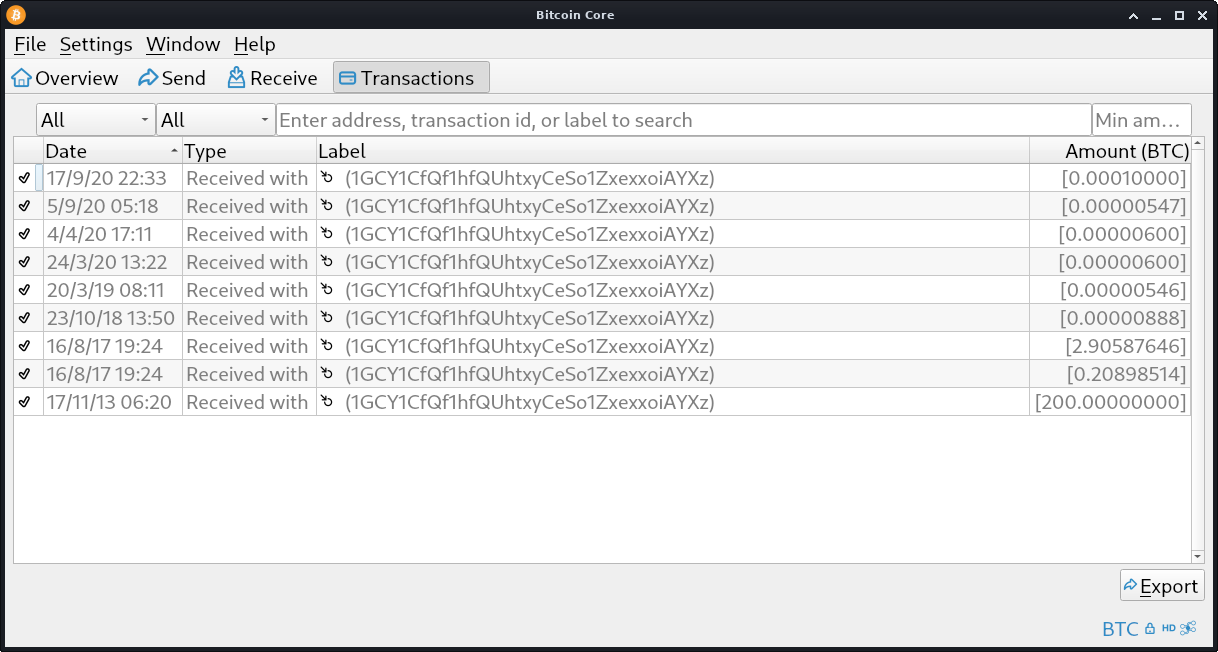 Bitcoin Core
File Settings Window Help
Overview Send Receive Transactions
All All Enter address, transaction id, or label to search Min am...
Date Type Label Amount (BTC)
17/9/20 22:33 Received with (1GCY1CfQf1hfQUhtxyCeSo1ZxexxoiAYXz) [0.00010000]
5/9/20 05:18 Received with (1GCY1CfQf1hfQUhtxyCeSo1ZxexxoiAYXz) [0.00000547]
4/4/20 17:11 Received with (1GCY1CfQf1hfQUhtxyCeSo1ZxexxoiAYXz) [0.00000600]
24/3/20 13:22 Received with (1GCY1CfQf1hfQUhtxyCeSo1ZxexxoiAYXz) [0.00000600]
20/3/19 08:11 Received with (1GCY1CfQf1hfQUhtxyCeSo1ZxexxoiAYXz) [0.00000546]
23/10/18 13:50 Received with (1GCY1CfQf1hfQUhtxyCeSo1ZxexxoiAYXz) [0.00000888]
16/8/17 19:24 Received with (1GCY1CfQf1hfQUhtxyCeSo1ZxexxoiAYXz) [2.90587646]
16/8/17 19:24 Received with (1GCY1CfQf1hfQUhtxyCeSo1ZxexxoiAYXz) [0.20898514]
17/11/13 06:20 Received with (1GCY1CfQf1hfQUhtxyCeSo1ZxexxoiAYXz) [200.00000000]
Export
BTC HD